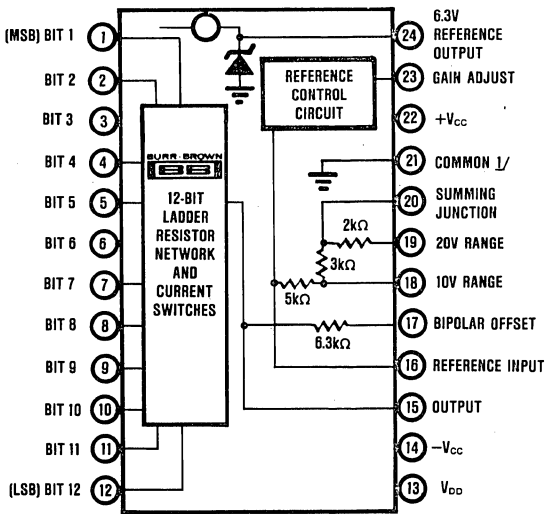 (MSB) BIT 1
1
BIT 2
2
BIT 3
3
BIT 4
4
BIT 5
5
BIT 6
6
BIT 7
7
BIT 8
8
BIT 9
9
BIT 10
10
BIT 11
11
(LSB) BIT 12
12
BURR-BROWN
BB
12-BIT
LADDER
RESISTOR
NETWORK
AND
CURRENT
SWITCHES
REFERENCE
CONTROL
CIRCUIT
2kΩ
3kΩ
5kΩ
6.3kΩ
24
6.3V
REFERENCE
OUTPUT
23
GAIN ADJUST
22
+Vcc
21
COMMON 1/
20
SUMMING
JUNCTION
19
20V RANGE
18
10V RANGE
17
BIPOLAR OFFSET
16
REFERENCE INPUT
15
OUTPUT
14
-Vcc
13
VDD